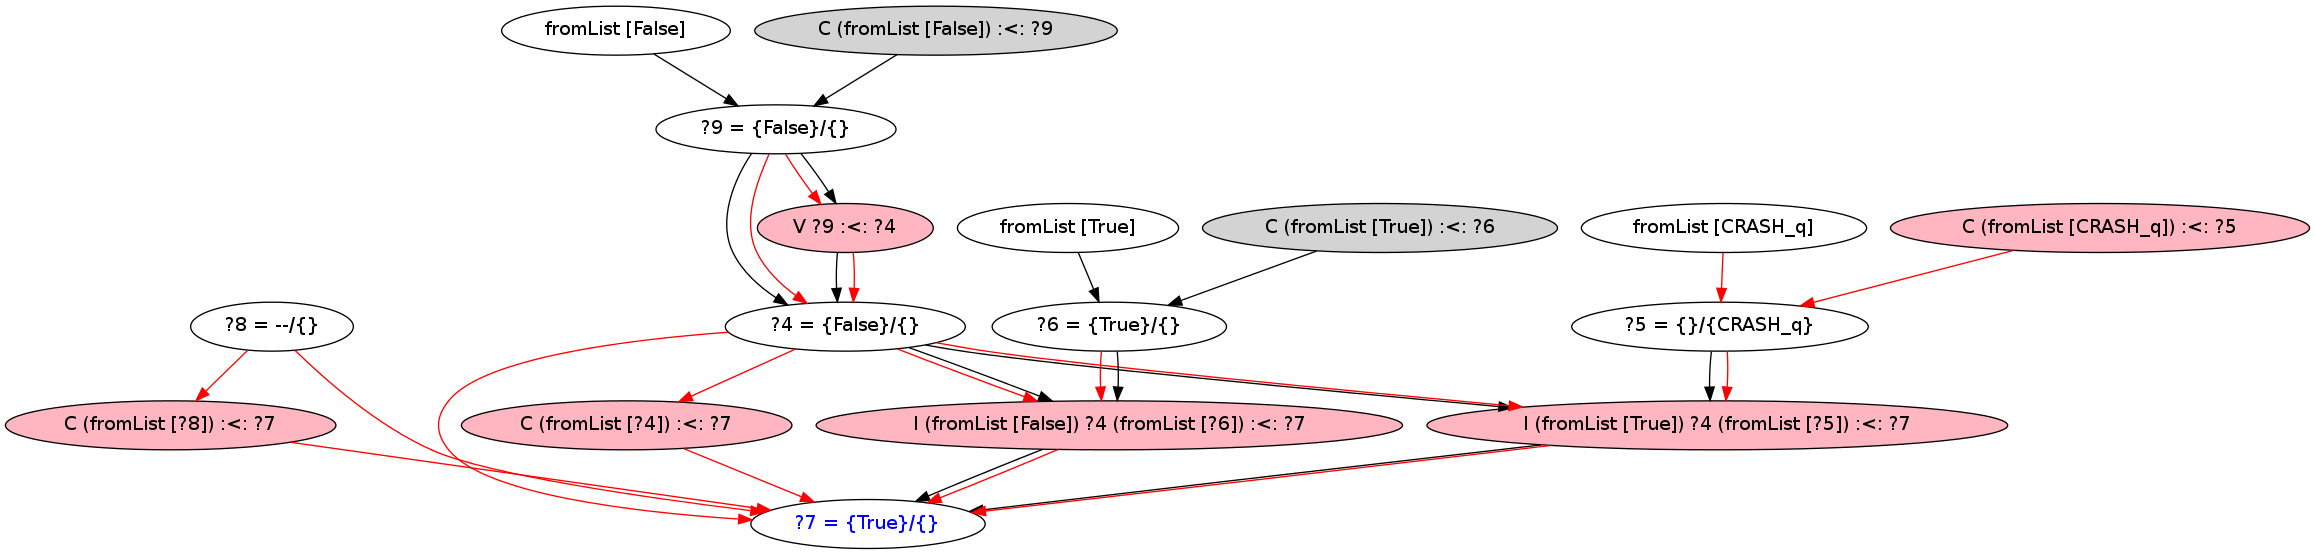 fromList [False]
C (fromList [False]) :<: ?9
?9 = {False}/{}
V ?9 :<: ?4
fromList [True]
C (fromList [True]) :<: ?6
fromList [CRASH_q]
C (fromList [CRASH_q]) :<: ?5
?8 = --/{}
?4 = {False}/{}
?6 = {True}/{}
?5 = {}/{CRASH_q}
C (fromList [?8]) :<: ?7
C (fromList [?4]) :<: ?7
I (fromList [False]) ?4 (fromList [?6]) :<: ?7
I (fromList [True]) ?4 (fromList [?5]) :<: ?7
?7 = {True}/{}